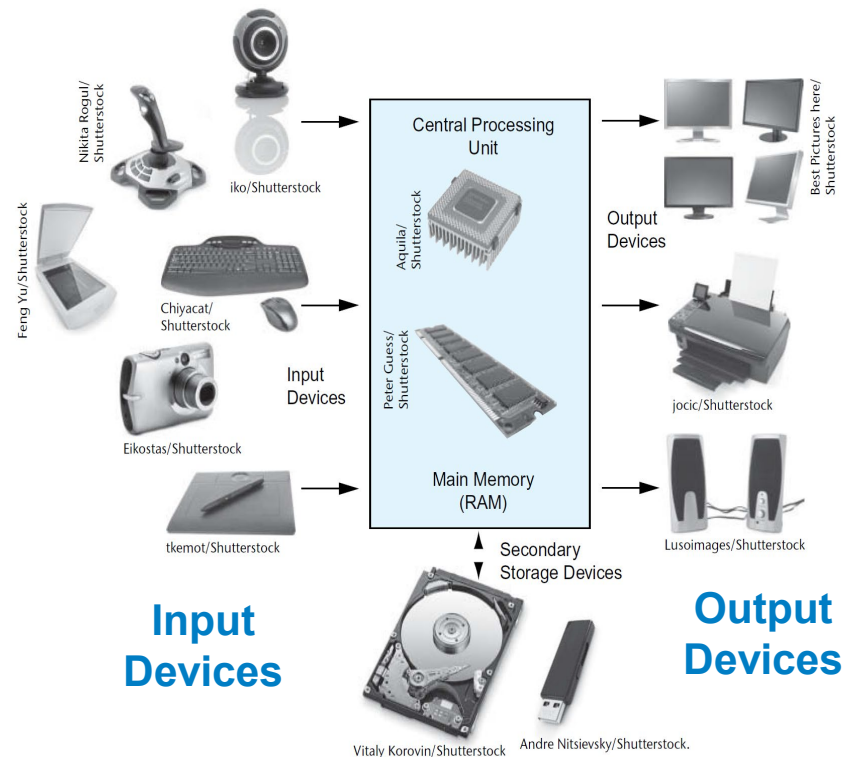 Nikita Rogul/
Shutterstock
iko/Shutterstock
Feng Yu/Shutterstock
Chiyacat/
Shutterstock
Input
Devices
Eikostas/Shutterstock
tkemot/Shutterstock
Central Processing
Unit
Aquila/
Shutterstock
Peter Guess/
Shutterstock
Main Memory
(RAM)
Output
Devices
Best Pictures here/
Shutterstock
jocic/Shutterstock
Lusoimages/Shutterstock
Secondary
Storage Devices
Input
Devices
Output
Devices
Vitaly Korovin/Shutterstock
Andre Nitsievsky/Shutterstock.